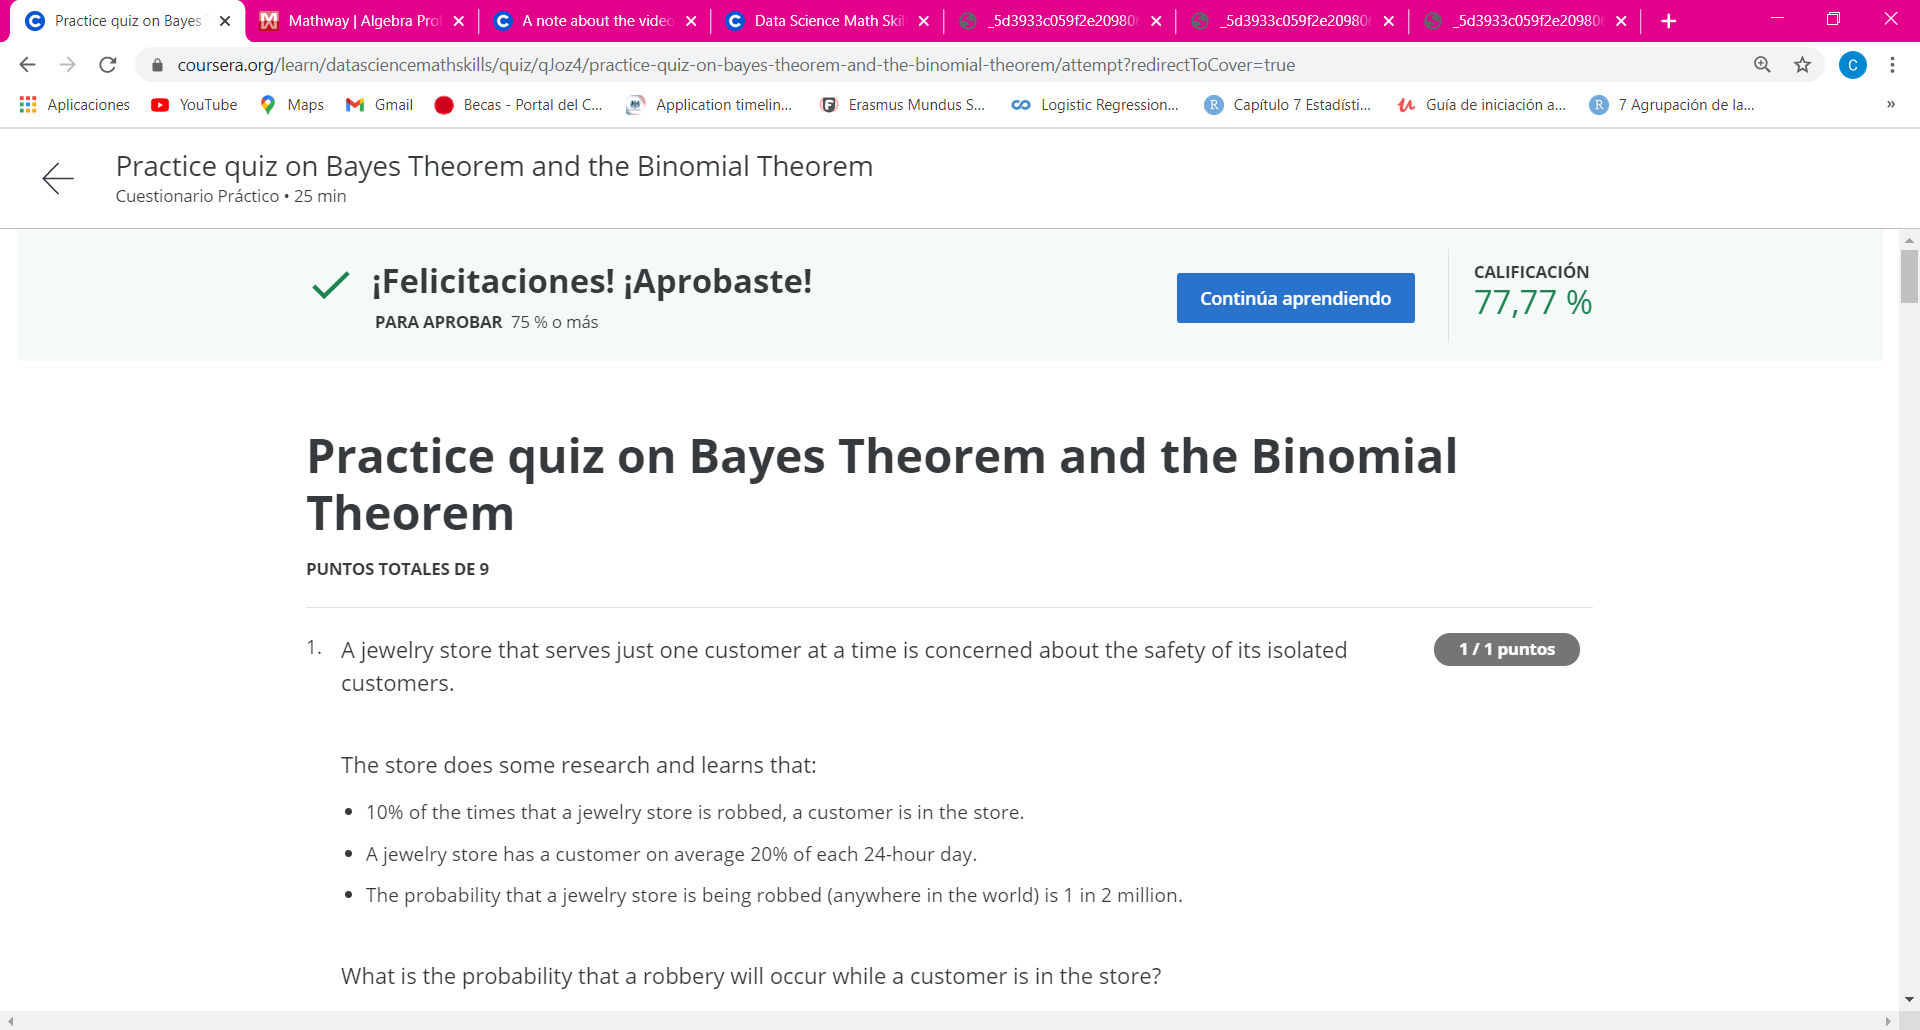 Practice quiz on Bayes
Mathway | Algebra Pro
A note about the video
Data Science Math Skil
_5d3933c059f2e20980
_5d3933c059f2e20980
_5d3933c059f2e20980
coursera.org/learn/datasciencemathskills/quiz/qJoz4/practice-quiz-on-bayes-theorem-and-the-binomial-theorem/attempt?redirectToCover=true
C
Aplicaciones
YouTube
Maps
Gmail
Becas - Portal del C...
Application timelin...
Erasmus Mundus S...
Logistic Regression...
Capítulo 7 Estadísti...
Guía de iniciación a...
7 Agrupación de la...
»
Practice quiz on Bayes Theorem and the Binomial Theorem
Cuestionario Práctico • 25 min
¡Felicitaciones! ¡Aprobaste!
PARA APROBAR 75 % o más
Continúa aprendiendo
CALIFICACIÓN
77,77 %
Practice quiz on Bayes Theorem and the Binomial
Theorem
PUNTOS TOTALES DE 9
1. A jewelry store that serves just one customer at a time is concerned about the safety of its isolated
customers.
1 / 1 puntos
The store does some research and learns that:
• 10% of the times that a jewelry store is robbed, a customer is in the store.
• A jewelry store has a customer on average 20% of each 24-hour day.
• The probability that a jewelry store is being robbed (anywhere in the world) is 1 in 2 million.
What is the probability that a robbery will occur while a customer is in the store?